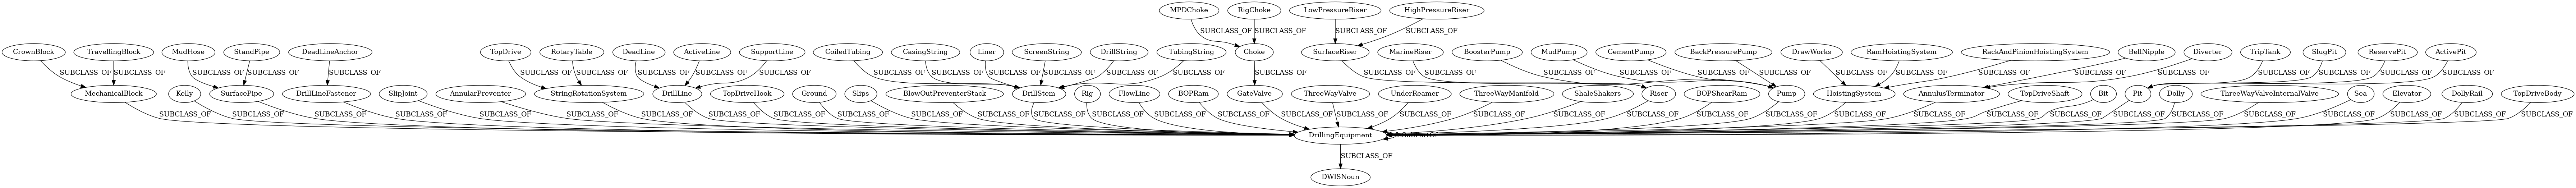 MPDChoke RigChoke LowPressureRiser HighPressureRiser
SUBCLASS_OF SUBCLASS_OF SUBCLASS_OF SUBCLASS_OF
CrownBlock TravellingBlock MudHose StandPipe DeadLineAnchor TopDrive RotaryTable DeadLine ActiveLine SupportLine CoiledTubing CasingString Liner ScreenString DrillString TubingString Choke SurfaceRiser MarineRiser BoosterPump MudPump CementPump BackPressurePump DrawWorks RamHoistingSystem RackAndPinionHoistingSystem BellNipple Diverter TripTank SlugPit ReservePit ActivePit
SUBCLASS_OF SUBCLASS_OF SUBCLASS_OF SUBCLASS_OF SUBCLASS_OF SUBCLASS_OF SUBCLASS_OF SUBCLASS_OF SUBCLASS_OF SUBCLASS_OF SUBCLASS_OF SUBCLASS_OF SUBCLASS_OF SUBCLASS_OF SUBCLASS_OF SUBCLASS_OF SUBCLASS_OF SUBCLASS_OF SUBCLASS_OF SUBCLASS_OF SUBCLASS_OF SUBCLASS_OF SUBCLASS_OF SUBCLASS_OF SUBCLASS_OF SUBCLASS_OF SUBCLASS_OF SUBCLASS_OF SUBCLASS_OF SUBCLASS_OF SUBCLASS_OF SUBCLASS_OF
MechanicalBlock Kelly SurfacePipe DrillLineFastener SlipJoint AnnularPreventer StringRotationSystem DrillLine TopDriveHook Ground Slips BlowOutPreventerStack DrillStem Rig FlowLine BOPRam GateValve ThreeWayValve UnderReamer ThreeWayManifold ShaleShakers Riser BOPShearRam Pump HoistingSystem AnnulusTerminator TopDriveShaft Bit Pit Dolly ThreeWayValveInternalValve Sea Elevator DollyRail TopDriveBody
SUBCLASS_OF SUBCLASS_OF SUBCLASS_OF SUBCLASS_OF SUBCLASS_OF SUBCLASS_OF SUBCLASS_OF SUBCLASS_OF SUBCLASS_OF SUBCLASS_OF SUBCLASS_OF SUBCLASS_OF SUBCLASS_OF SUBCLASS_OF SUBCLASS_OF SUBCLASS_OF SUBCLASS_OF SUBCLASS_OF SUBCLASS_OF SUBCLASS_OF SUBCLASS_OF SUBCLASS_OF SUBCLASS_OF SUBCLASS_OF SUBCLASS_OF SUBCLASS_OF SUBCLASS_OF SUBCLASS_OF SUBCLASS_OF SUBCLASS_OF SUBCLASS_OF SUBCLASS_OF SUBCLASS_OF SUBCLASS_OF SUBCLASS_OF
DrillingEquipment
SUBCLASS_OF
DWISNoun